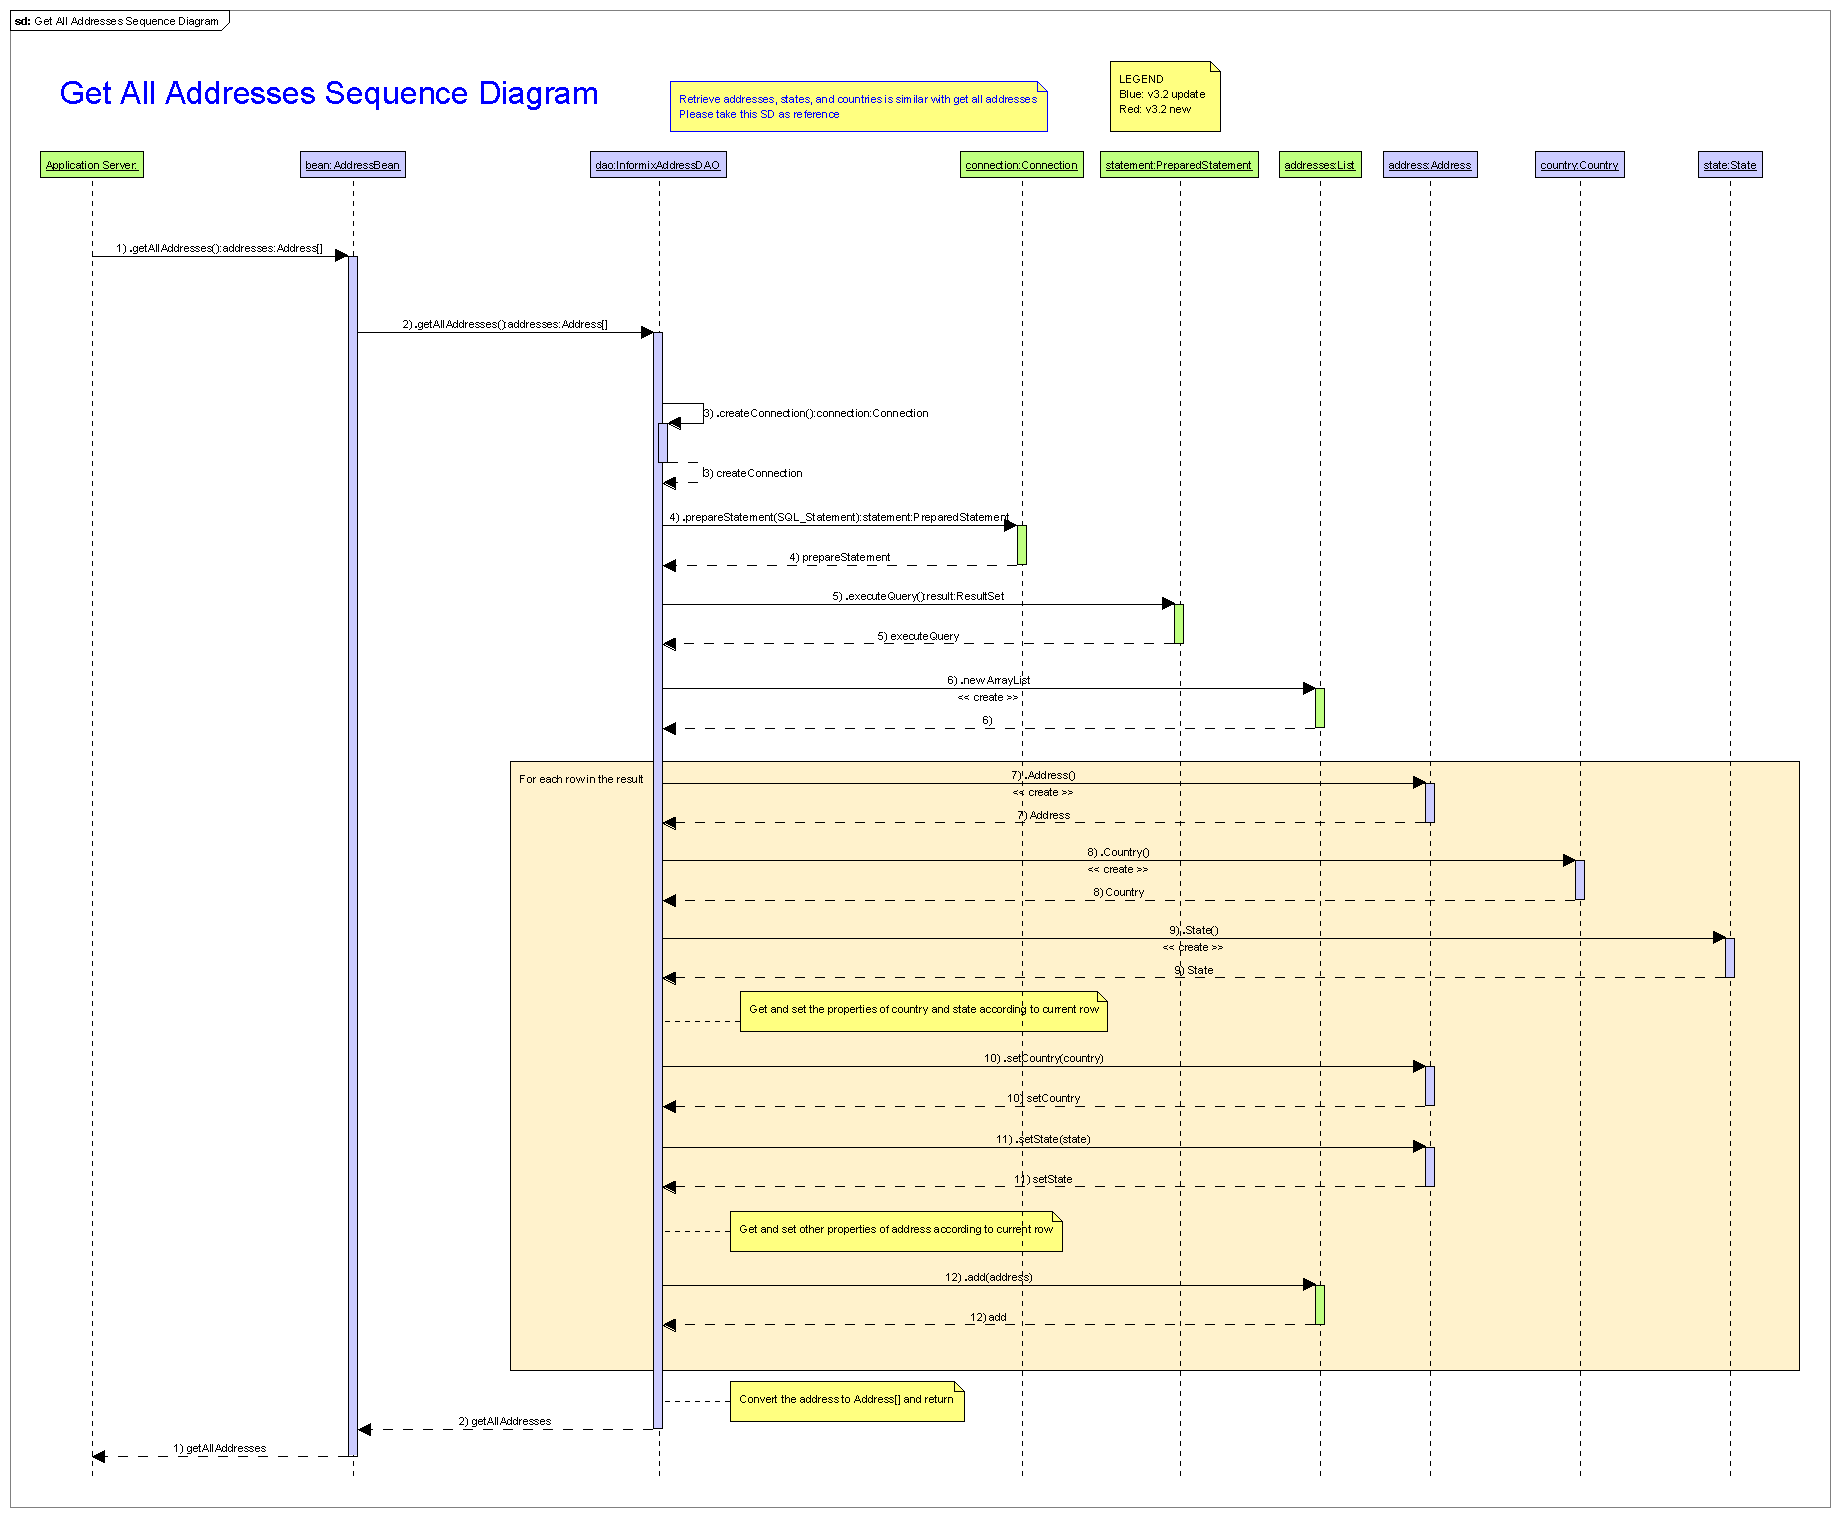 sd: Get All Addresses Sequence Diagram
Get All Addresses Sequence Diagram
Retrieve addresses, states, and countries is similar with get all addresses
Please take this SD as reference
LEGEND
Blue: v3.2 update
Red: v3.2 new
Application Server:
bean:AddressBean
dao:InformixAddressDAO
connection:Connection
statement:PreparedStatement
addresses:List
address:Address
country:Country
state:State
1) .getAllAddresses():addresses:Address[]
2) .getAllAddresses():addresses:Address[]
3) .createConnection():connection:Connection
3) createConnection
4) .prepareStatement(SQL_Statement):statement:PreparedStatement
4) prepareStatement
5) .executeQuery():result:ResultSet
5) executeQuery
6) .new ArrayList
<< create >>
6)
For each row in the result
7) .Address()
<< create >>
7) Address
8) .Country()
<< create >>
8) Country
9) .State()
<< create >>
9) State
Get and set the properties of country and state according to current row
10) .setCountry(country)
10) setCountry
11) .setState(state)
11) setState
Get and set other properties of address according to current row
12) .add(address)
12) add
Convert the address to Address[] and return
2) getAllAddresses
1) getAllAddresses